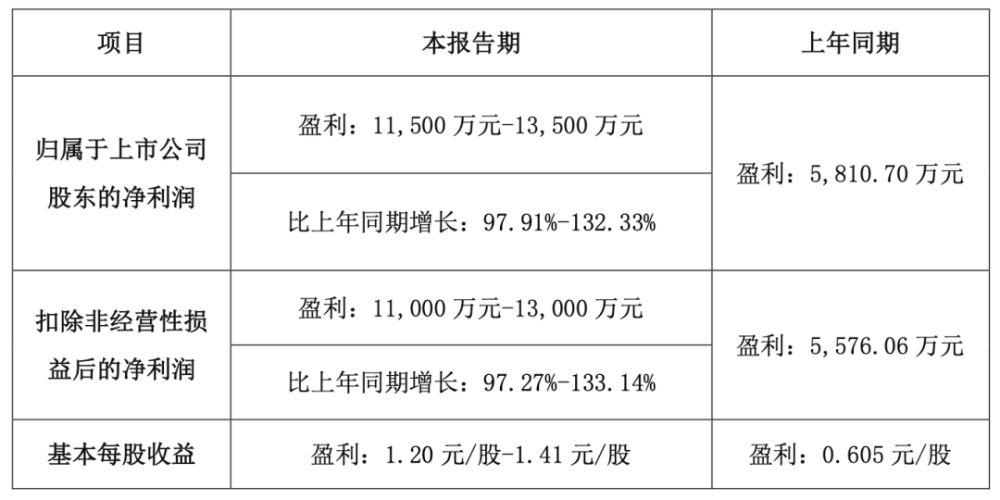 项目
本报告期
上年同期
归属于上市公司
股东的净利润
盈利：11,500 万元-13,500 万元
比上年同期增长：97.91%-132.33%
盈利：5,810.70 万元
扣除非经营性损
益后的净利润
盈利：11,000 万元-13,000 万元
比上年同期增长：97.27%-133.14%
盈利：5,576.06 万元
基本每股收益
盈利：1.20 元/股-1.41 元/股
盈利：0.605 元/股